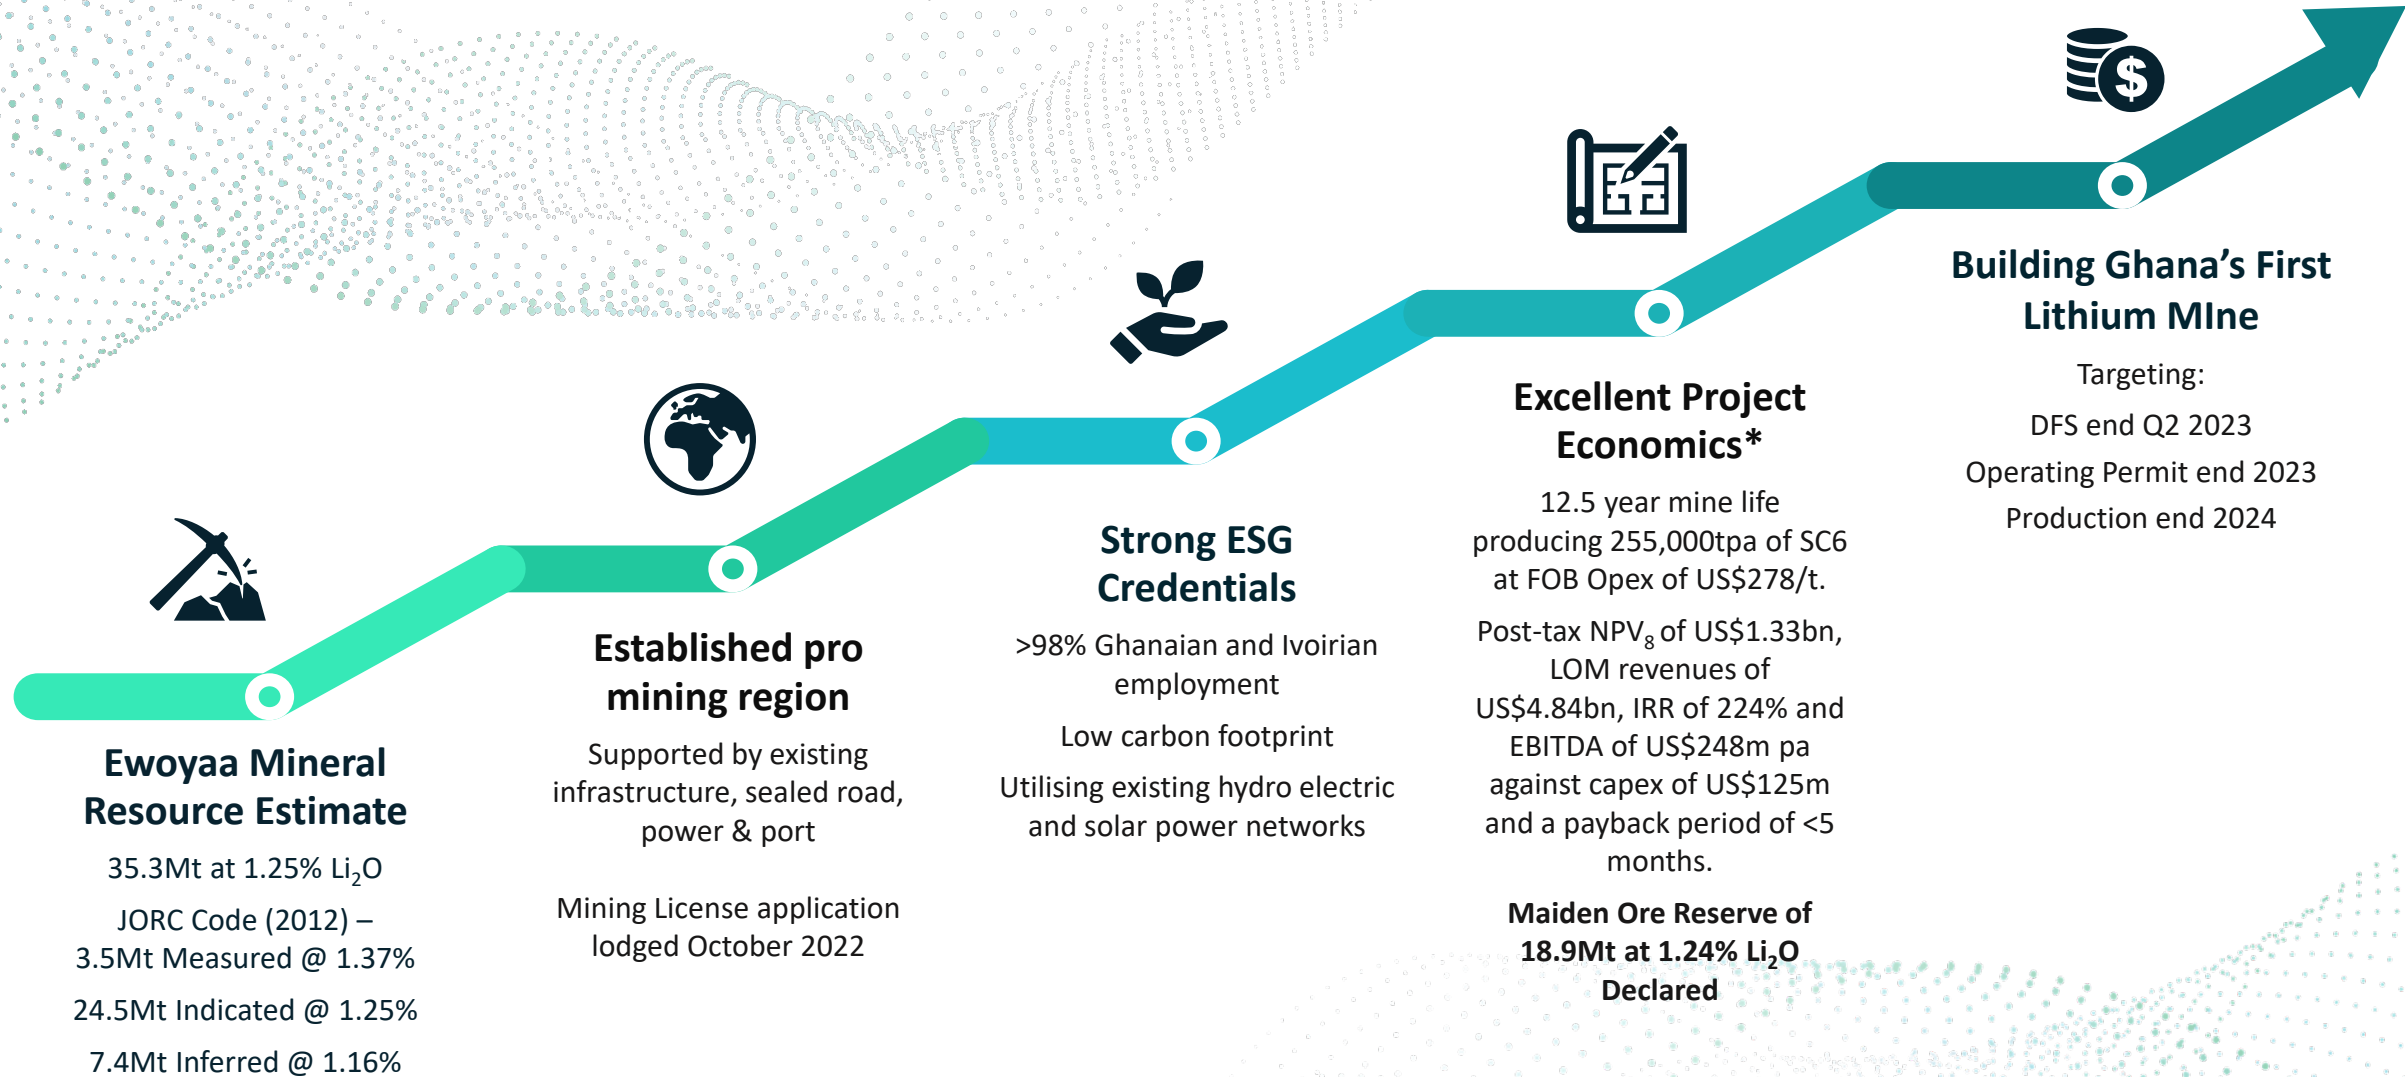 Ewoyaa Mineral
Resource Estimate
35.3Mt at 1.25% Li₂O
JORC Code (2012) –
3.5Mt Measured @ 1.37%
24.5Mt Indicated @ 1.25%
7.4Mt Inferred @ 1.16%
Established pro
mining region
Supported by existing
infrastructure, sealed road,
power & port
Mining License application
lodged October 2022
Strong ESG
Credentials
>98% Ghanaian and Ivoirian
employment
Low carbon footprint
Utilising existing hydro electric
and solar power networks
Excellent Project
Economics*
12.5 year mine life
producing 255,000tpa of SC6
at FOB Opex of US$278/t.
Post-tax NPV₈ of US$1.33bn,
LOM revenues of
US$4.84bn, IRR of 224% and
EBITDA of US$248m pa
against capex of US$125m
and a payback period of <5
months.
Maiden Ore Reserve of
18.9Mt at 1.24% Li₂O
Declared
$
Building Ghana’s First
Lithium MIne
Targeting:
DFS end Q2 2023
Operating Permit end 2023
Production end 2024